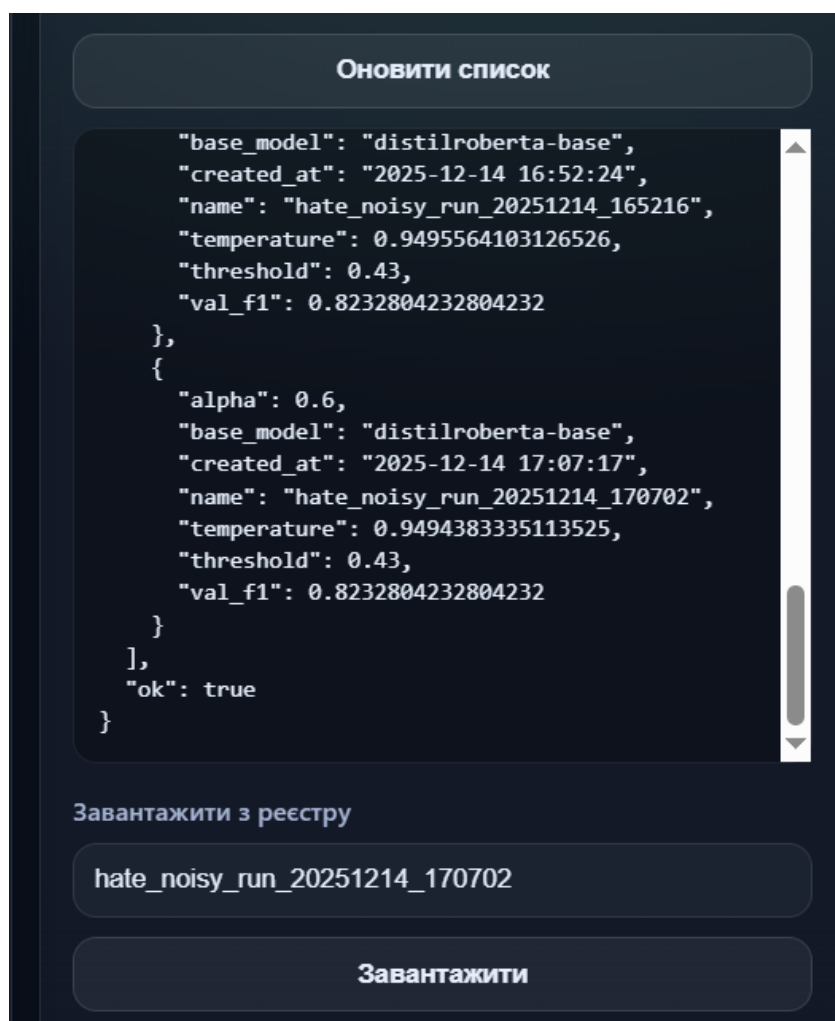 Оновити список
"base_model": "distilroberta-base",
"created_at": "2025-12-14 16:52:24",
"name": "hate_noisy_run_20251214_165216",
"temperature": 0.9495564103126526,
"threshold": 0.43,
"val_f1": 0.8232804232804232
},
{
"alpha": 0.6,
"base_model": "distilroberta-base",
"created_at": "2025-12-14 17:07:17",
"name": "hate_noisy_run_20251214_170702",
"temperature": 0.9494383335113525,
"threshold": 0.43,
"val_f1": 0.8232804232804232
}
],
"ok": true
}
Завантажити з реєстру
hate_noisy_run_20251214_170702
Завантажити